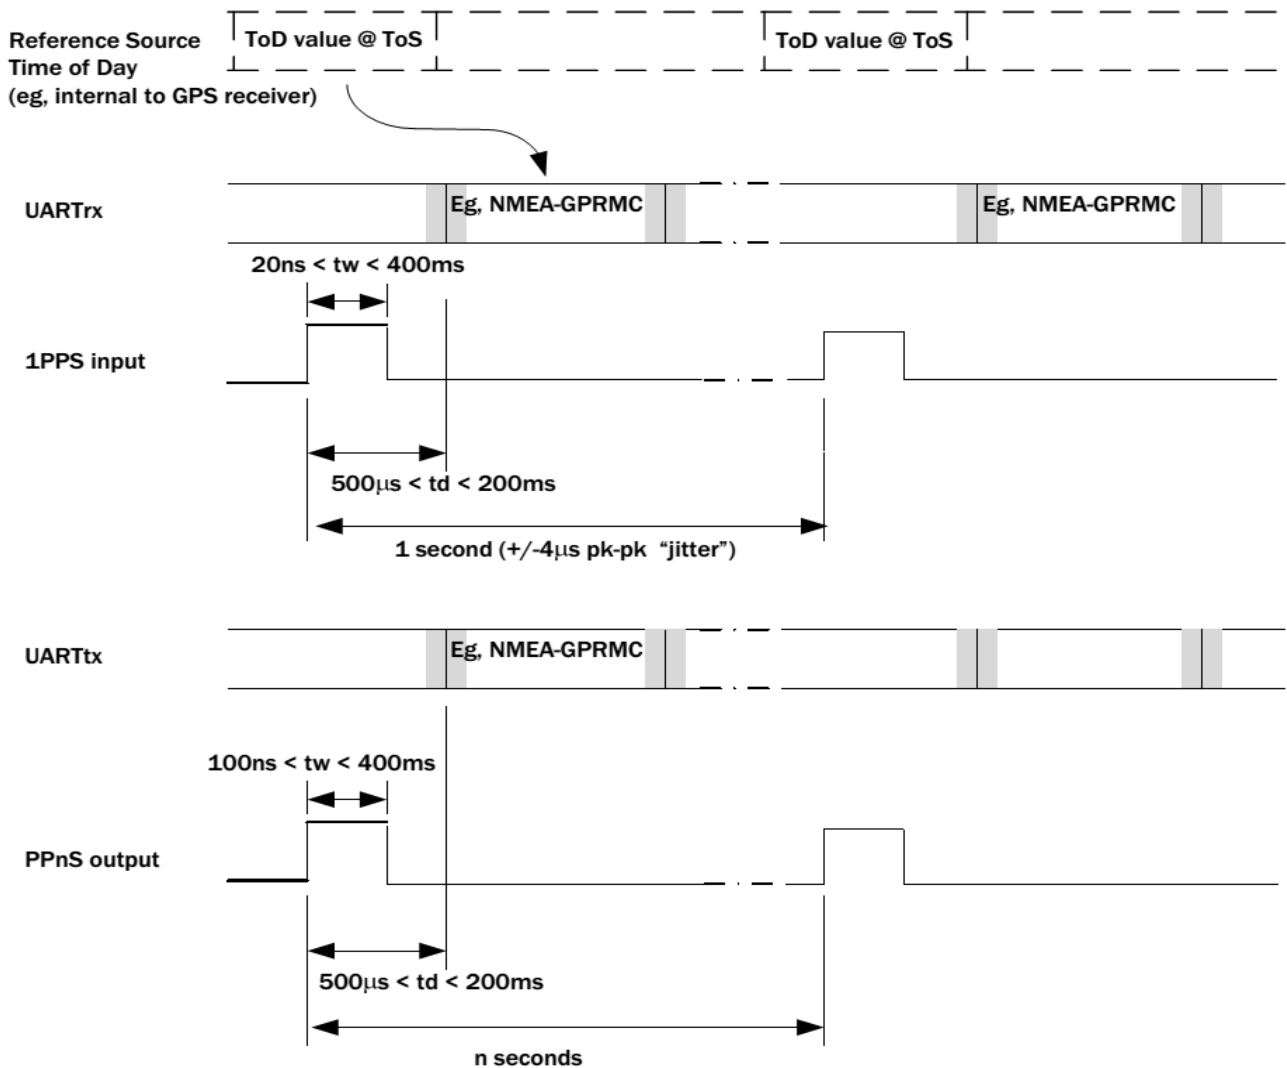 ToD value @ ToS
ToD value @ ToS
Reference Source
Time of Day
(eg, internal to GPS receiver)
UARTrx
Eg, NMEA-GPRMC
Eg, NMEA-GPRMC
20ns < tw < 400ms
1PPS input
500µs < td < 200ms
1 second (+/-4µs pk-pk “jitter”)
UARTtx
Eg, NMEA-GPRMC
100ns < tw < 400ms
PPnS output
500µs < td < 200ms
n seconds